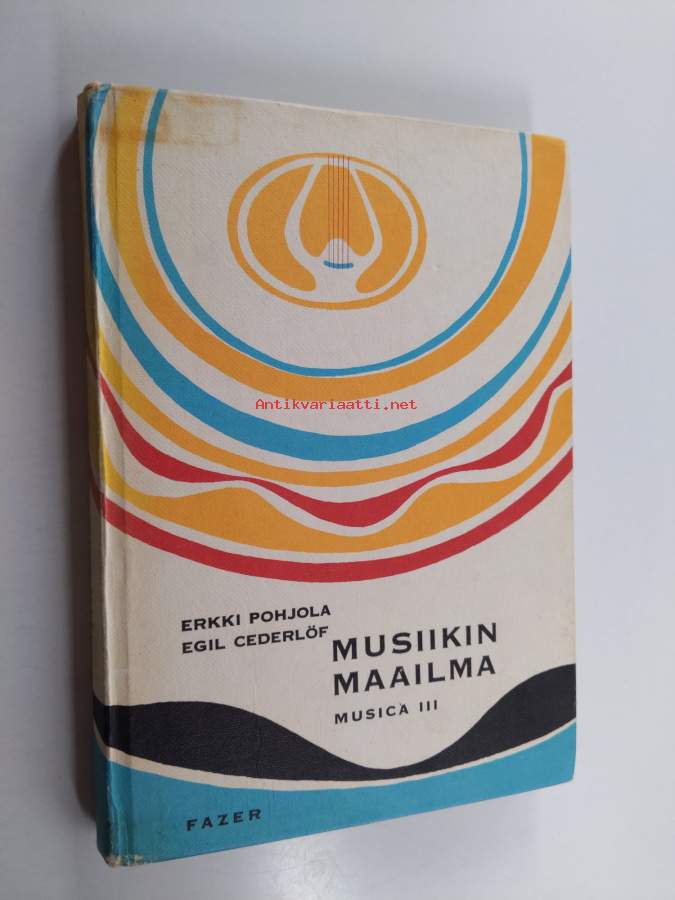 Antikvariaatti.net
ERKKI POHJOLA
EGIL CEDERLÖF
MUSIIKIN
MAAILMA
MUSICA III
FAZER